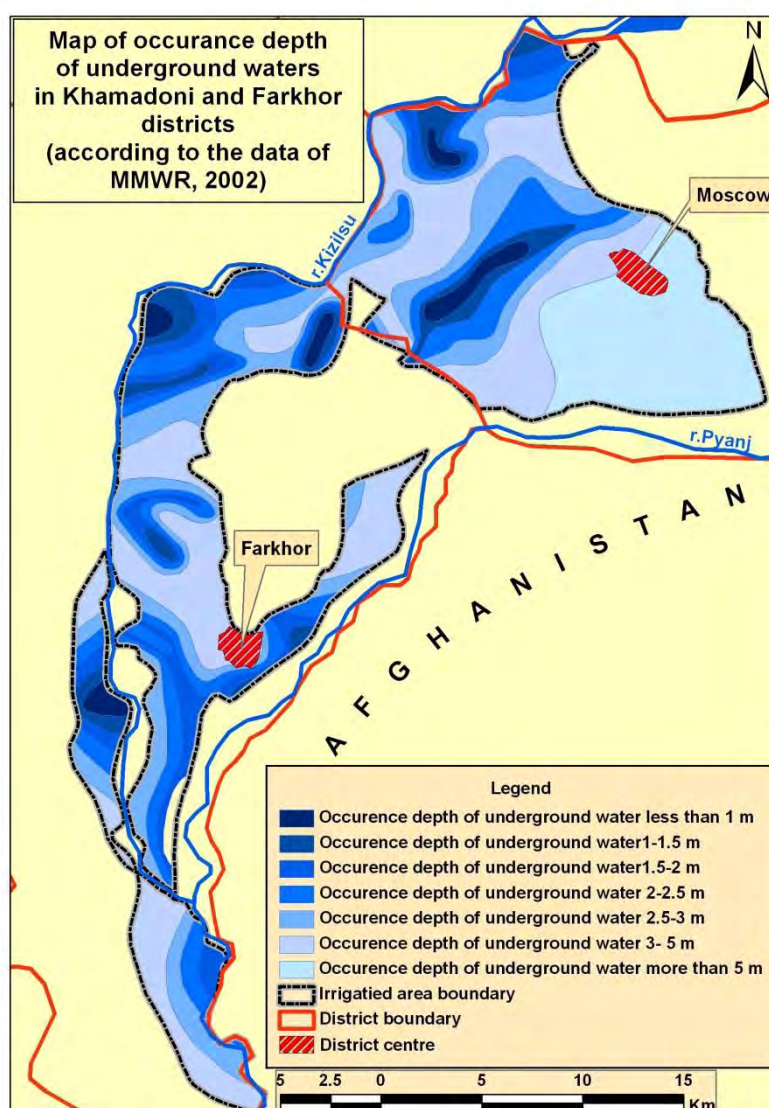 Map of occurance depth
of underground waters
in Khamadoni and Farkhor
districts
(according to the data of
MMWR, 2002)
N
Moscow
r.Kizilsu
r.Pyanj
Farkhor
AFGHANISTAN
Legend
Occurence depth of underground water less than 1 m
Occurence depth of underground water1-1.5 m
Occurence depth of underground water1.5-2 m
Occurence depth of underground water 2-2.5 m
Occurence depth of underground water 2.5-3 m
Occurence depth of underground water 3- 5 m
Occurence depth of underground water more than 5 m
Irrigatied area boundary
District boundary
District centre
5 2.5 0 5 10 15
Km